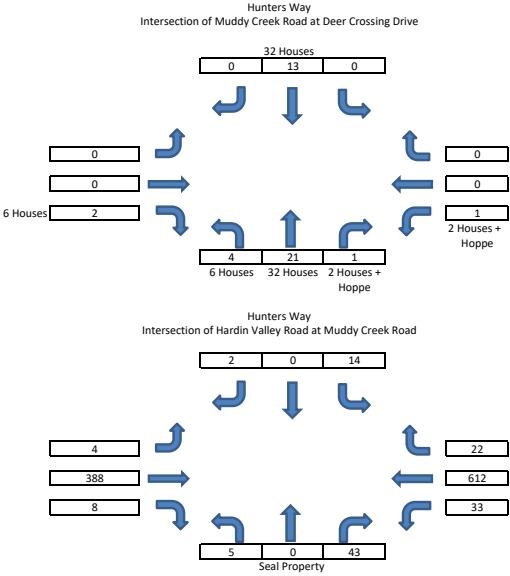 Hunters Way
Intersection of Muddy Creek Road at Deer Crossing Drive
32 Houses
0 13 0
0 0
0 0
6 Houses 2 1
2 Houses +
Hoppe
4 21 1
6 Houses 32 Houses 2 Houses +
Hoppe
Hunters Way
Intersection of Hardin Valley Road at Muddy Creek Road
2 0 14
4 22
388 612
8 33
5 0 43
Seal Property